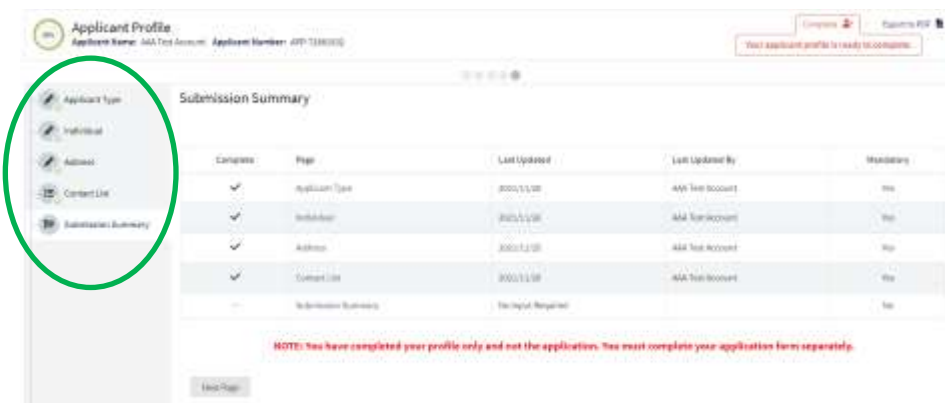 Applicant Profile
Applicant Name: AAA Test Account Applicant Number:
Complete Export to PDF
Your applicant profile is ready to complete.
Applicant Type
Individual
Address
Contact List
Submission Summary
Submission Summary
Complete Page Last Updated Last Updated By Mandatory
Applicant Type AAA Test Account Yes
Individual AAA Test Account Yes
Address AAA Test Account Yes
Contact List AAA Test Account Yes
Submission Summary No Input Required No
NOTE: You have completed your profile only and not the application. You must complete your application form separately.
Next Page